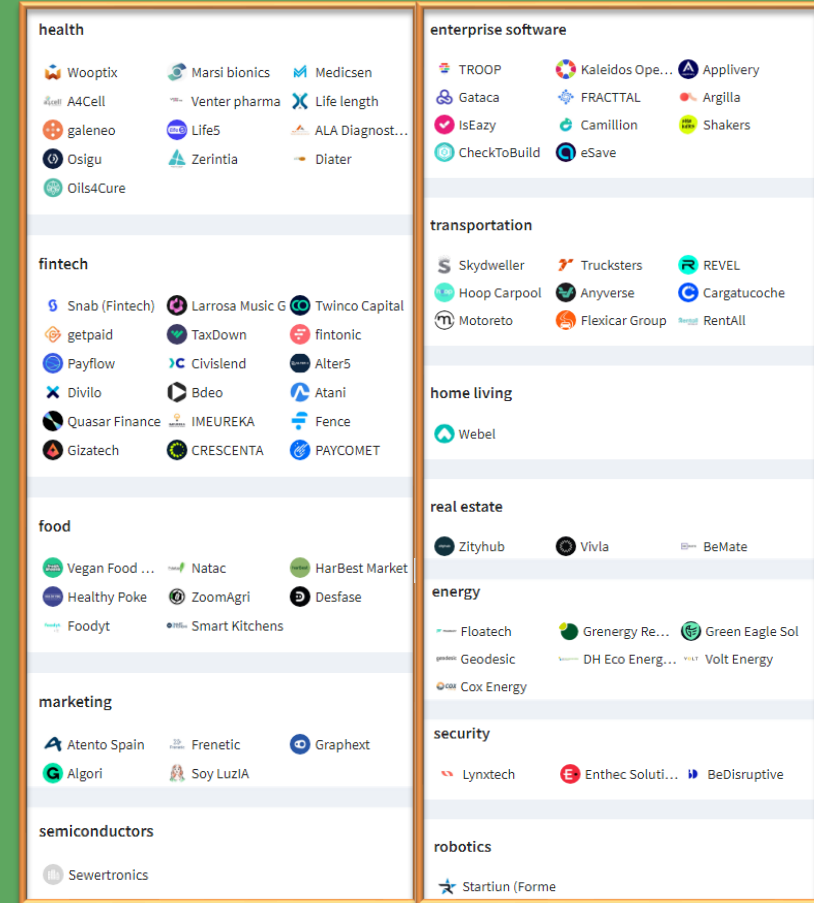 health
Wooptix Marsi bionics Medicsen
A4Cell Venter pharma Life length
galeneo Life5 ALA Diagnost...
Osigu Zerintia Diater
Oils4Cure
fintech
Snab (Fintech) Larrosa Music G Twinco Capital
getpaid TaxDown fintonic
Payflow Civislend Alter5
Divilo Bdeo Atani
Quasar Finance IMEUREKA Fence
Gizatech CRESCENTA PAYCOMET
food
Vegan Food ... Natac HarBest Market
Healthy Poke ZoomAgri Desfase
Foodyt Smart Kitchens
marketing
Atento Spain Frenetic Graphext
Algori Soy LuzIA
semiconductors
Sewertronics
enterprise software
TROOP Kaleidos Ope... Applivery
Gataca FRACTTAL Argilla
IsEazy Camillion Shakers
CheckToBuild eSave
transportation
Skydweller Trucksters REVEL
Hoop Carpool Anyverse Cargatucoche
Motoreto Flexicar Group RentAll
home living
Webel
real estate
Zityhub Vivla BeMate
energy
Floatech Grenergy Re... Green Eagle Sol
Geodesic DH Eco Energ... Volt Energy
Cox Energy
security
Lynxtech Enthec Soluti... BeDisruptive
robotics
Startiun (Forme